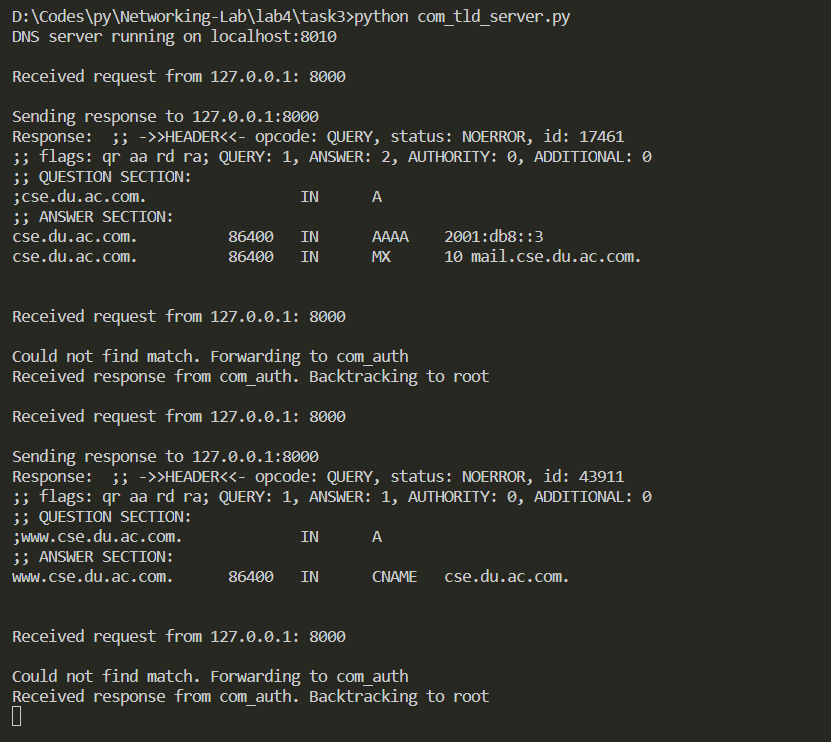 D:\Codes\py\Networking-Lab\lab4\task3>python com_tld_server.py
DNS server running on localhost:8010
Received request from 127.0.0.1: 8000
Sending response to 127.0.0.1:8000
Response:  ;; ->>HEADER<<- opcode: QUERY, status: NOERROR, id: 17461
;; flags: qr aa rd ra; QUERY: 1, ANSWER: 2, AUTHORITY: 0, ADDITIONAL: 0
;; QUESTION SECTION:
;cse.du.ac.com.                 IN      A
;; ANSWER SECTION:
cse.du.ac.com.          86400   IN      AAAA    2001:db8::3
cse.du.ac.com.          86400   IN      MX      10 mail.cse.du.ac.com.
Received request from 127.0.0.1: 8000
Could not find match. Forwarding to com_auth
Received response from com_auth. Backtracking to root
Received request from 127.0.0.1: 8000
Sending response to 127.0.0.1:8000
Response:  ;; ->>HEADER<<- opcode: QUERY, status: NOERROR, id: 43911
;; flags: qr aa rd ra; QUERY: 1, ANSWER: 1, AUTHORITY: 0, ADDITIONAL: 0
;; QUESTION SECTION:
;www.cse.du.ac.com.             IN      A
;; ANSWER SECTION:
www.cse.du.ac.com.      86400   IN      CNAME   cse.du.ac.com.
Received request from 127.0.0.1: 8000
Could not find match. Forwarding to com_auth
Received response from com_auth. Backtracking to root